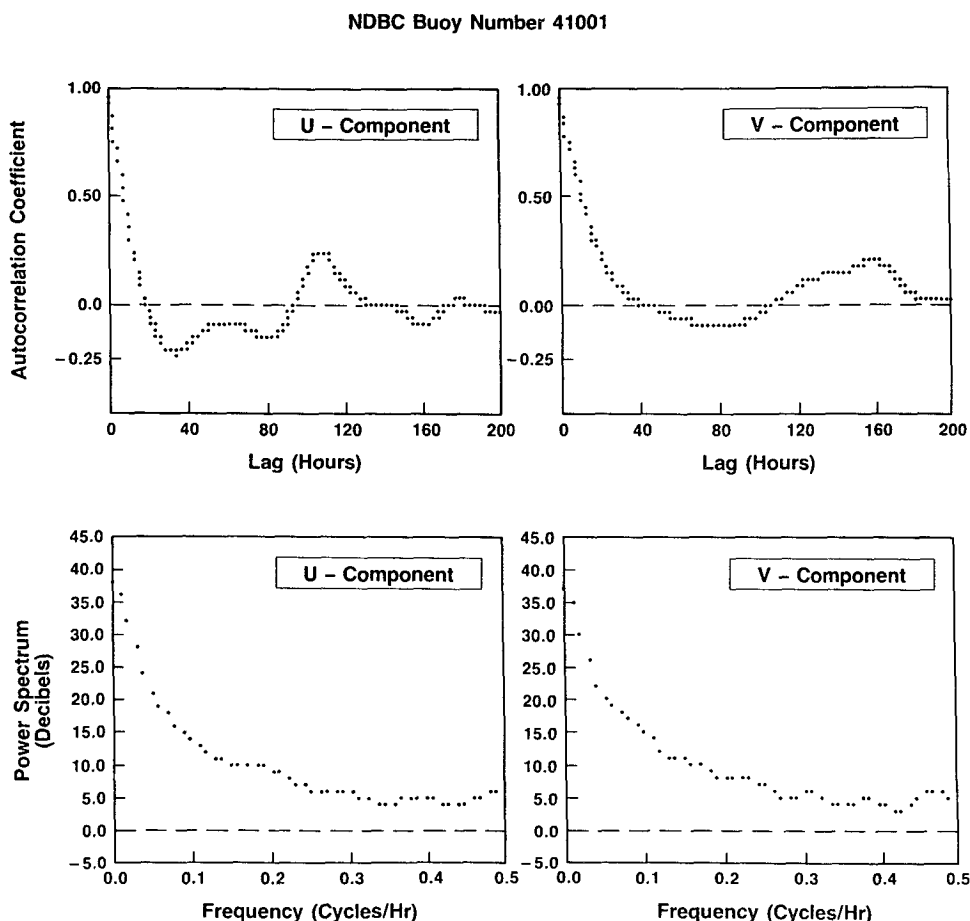 NDBC Buoy Number 41001
Autocorrelation Coefficient
1.00
0.50
0.0
−0.25
U – Component
0 40 80 120 160 200
Lag (Hours)
1.00
0.50
0.00
−0.25
V – Component
0 40 80 120 160 200
Lag (Hours)
Power Spectrum
(Decibels)
45.0
40.0
35.0
30.0
25.0
20.0
15.0
10.0
5.0
0.0
−5.0
U – Component
0.0 0.1 0.2 0.3 0.4 0.5
Frequency (Cycles/Hr)
45.0
40.0
35.0
30.0
25.0
20.0
15.0
10.0
5.0
0.0
−5.0
V – Component
0.0 0.1 0.2 0.3 0.4 0.5
Frequency (Cycles/Hr)